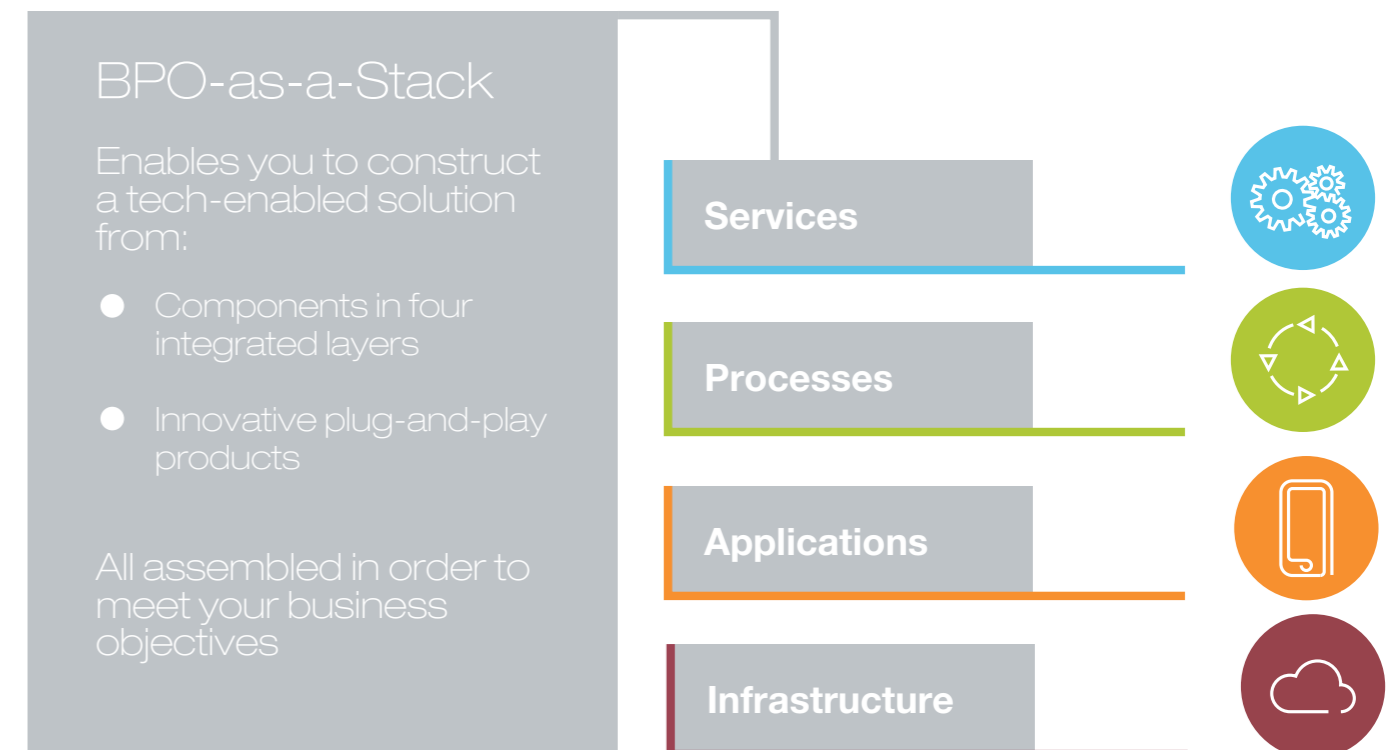 BPO-as-a-Stack
Enables you to construct
a tech-enabled solution
from:
Components in four
integrated layers
Innovative plug-and-play
products
All assembled in order to
meet your business
objectives
Services
Processes
Applications
Infrastructure